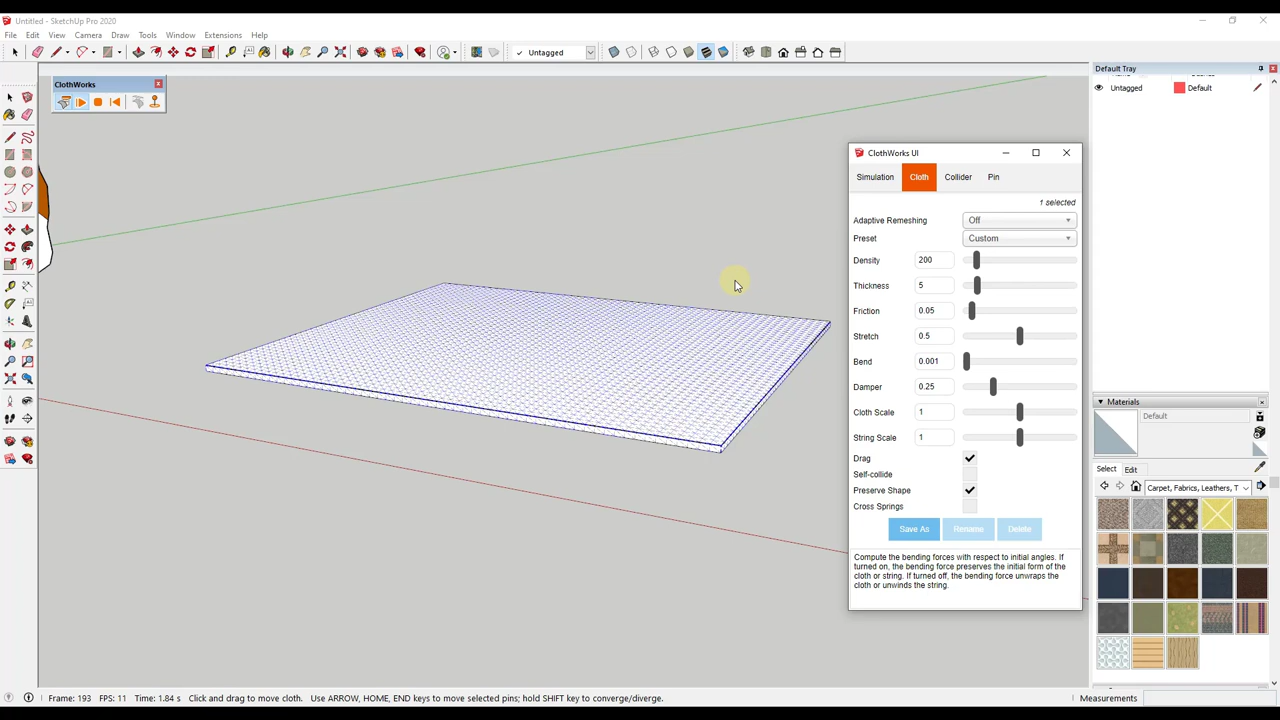 Untitled - SketchUp Pro 2020
File Edit View Camera Draw Tools Window Extensions Help
Untagged
Default Tray
ClothWorks
Untagged Default
ClothWorks UI
Simulation Cloth Collider Pin
1 selected
Adaptive Remeshing Off
Preset Custom
Density 200
Thickness 5
Friction 0.05
Stretch 0.5
Bend 0.001
Damper 0.25
Cloth Scale 1
String Scale 1
Drag
Self-collide
Preserve Shape
Cross Springs
Save As Rename Delete
Compute the bending forces with respect to initial angles. If
turned on, the bending force preserves the initial form of the
cloth or string. If turned off, the bending force unwraps the
cloth or unwinds the string.
Materials
Default
Select Edit
Carpet, Fabrics, Leathers, T
Frame: 193 FPS: 11 Time: 1.84 s Click and drag to move cloth. Use ARROW, HOME, END keys to move selected pins; hold SHIFT key to converge/diverge.
Measurements